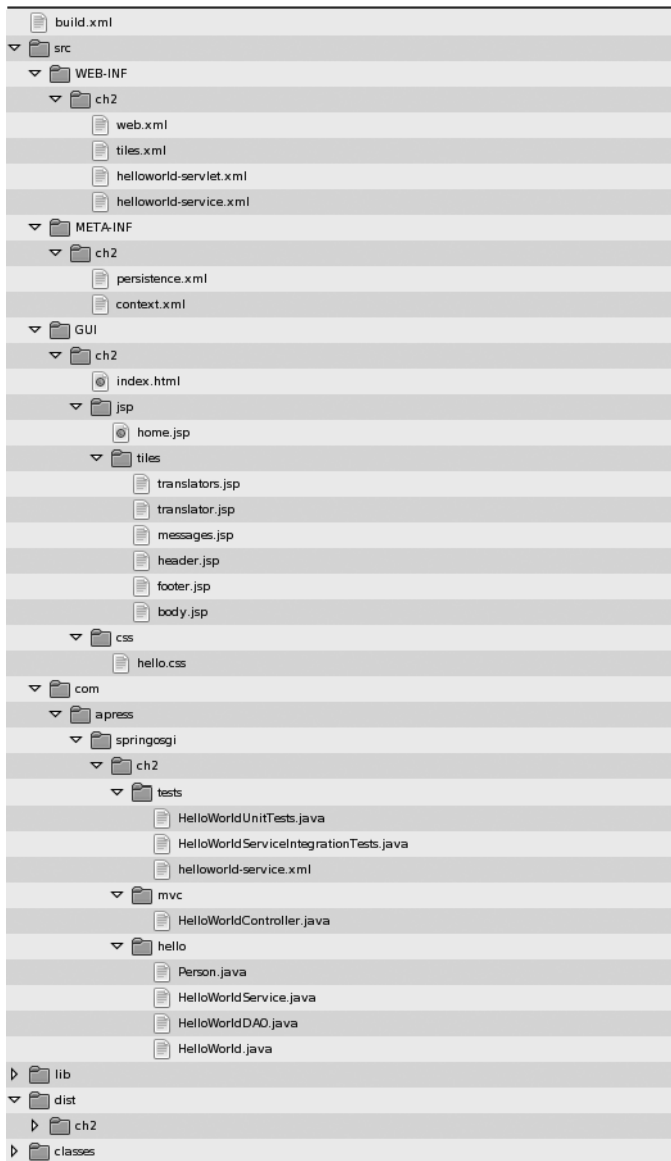 build.xml
src
WEB-INF
ch2
web.xml
tiles.xml
helloworld-servlet.xml
helloworld-service.xml
META-INF
ch2
persistence.xml
context.xml
GUI
ch2
index.html
jsp
home.jsp
tiles
translators.jsp
translator.jsp
messages.jsp
header.jsp
footer.jsp
body.jsp
css
hello.css
com
apress
springosgi
ch2
tests
HelloWorldUnitTests.java
HelloWorldServiceIntegrationTests.java
helloworld-service.xml
mvc
HelloWorldController.java
hello
Person.java
HelloWorldService.java
HelloWorldDAO.java
HelloWorld.java
lib
dist
ch2
classes